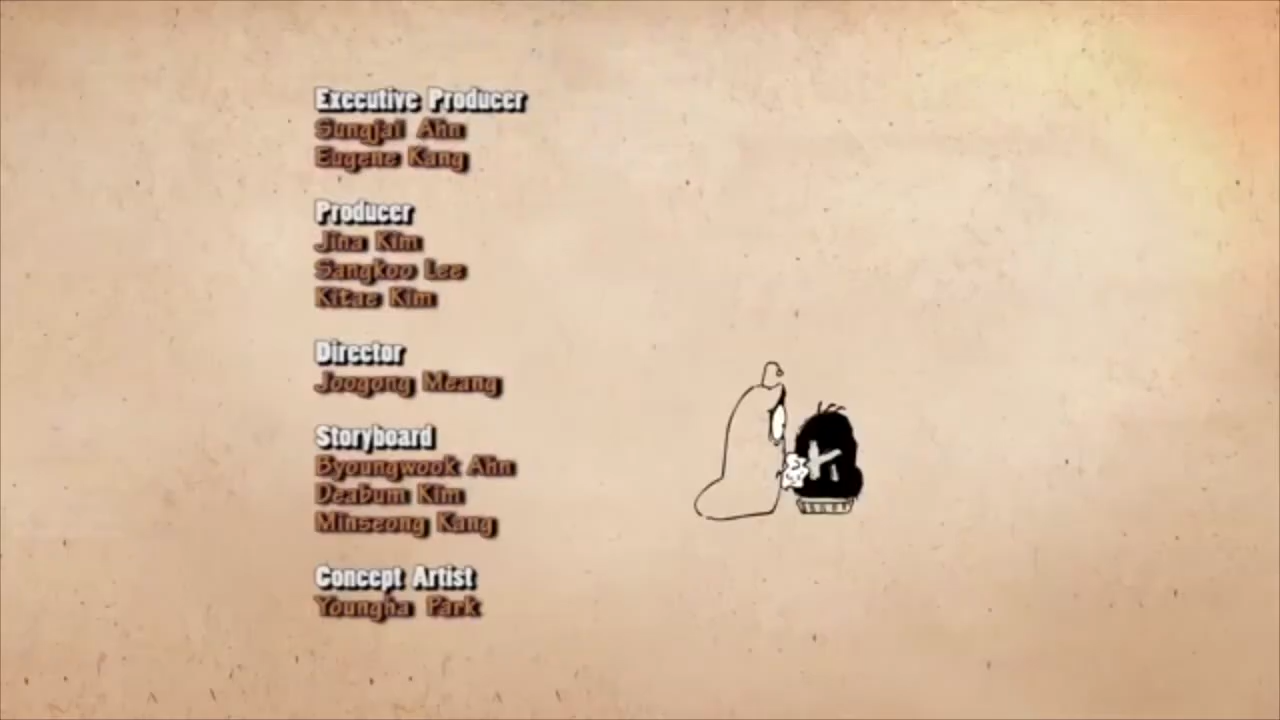 Executive Producer
Sungjai Ahn
Eugene Kang
Producer
Jina Kim
Sangkoo Lee
Kitae Kim
Director
Joogong Meang
Storyboard
Byoungwook Ahn
Deabum Kim
Minseong Kang
Concept Artist
Youngha Park
K